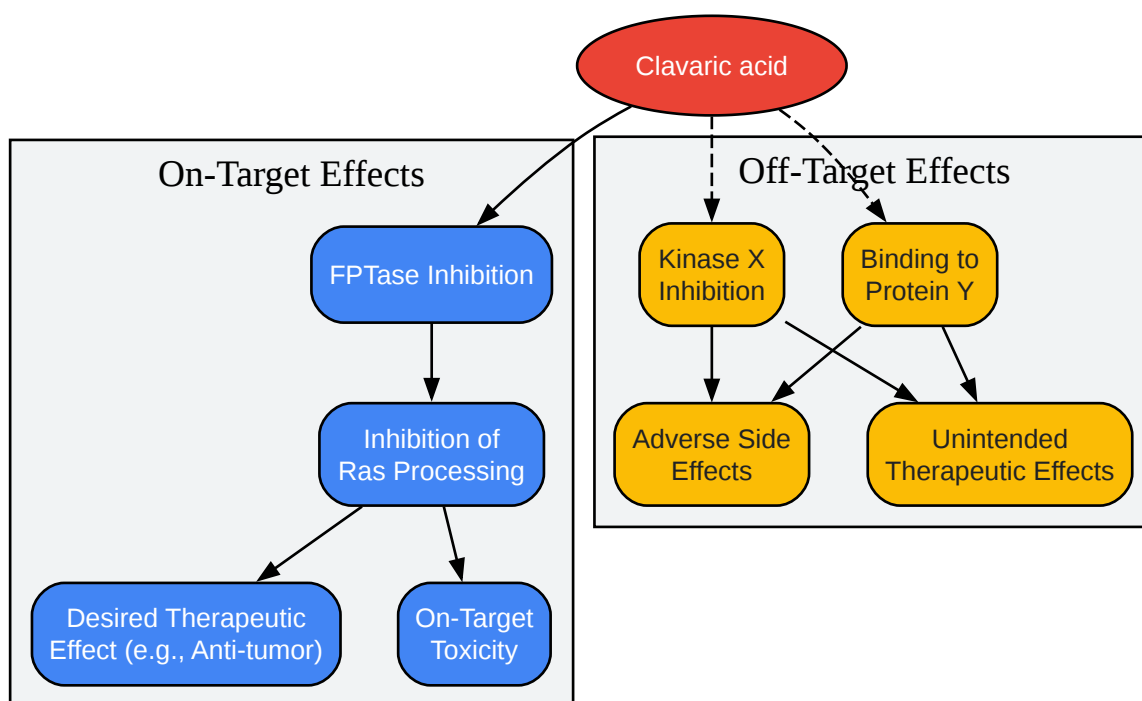 Clavaric acid
On-Target Effects
FPTase Inhibition
Inhibition of
Ras Processing
Desired Therapeutic
Effect (e.g., Anti-tumor)
On-Target
Toxicity
Off-Target Effects
Kinase X
Inhibition
Binding to
Protein Y
Adverse Side
Effects
Unintended
Therapeutic Effects